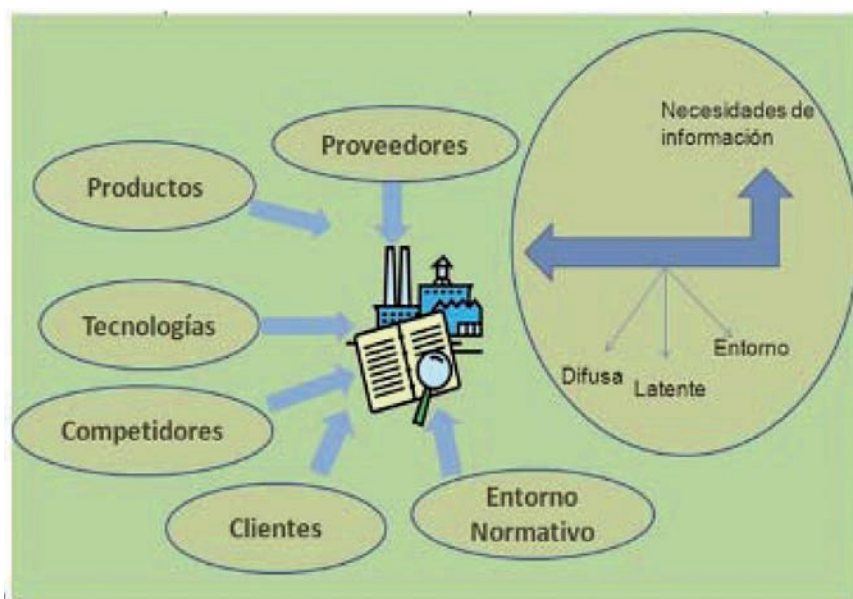 Proveedores
Productos
Tecnologías
Competidores
Clientes
Entorno
Normativo
Necesidades de
información
Difusa
Latente
Entorno